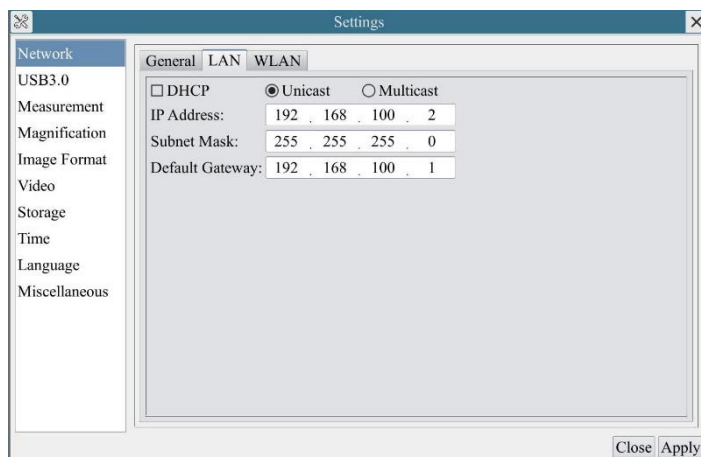 Settings
Network
USB3.0
Measurement
Magnification
Image Format
Video
Storage
Time
Language
Miscellaneous
General LAN WLAN
DHCP Unicast Multicast
IP Address: 192 . 168 . 100 . 2
Subnet Mask: 255 . 255 . 255 . 0
Default Gateway: 192 . 168 . 100 . 1
Close Apply